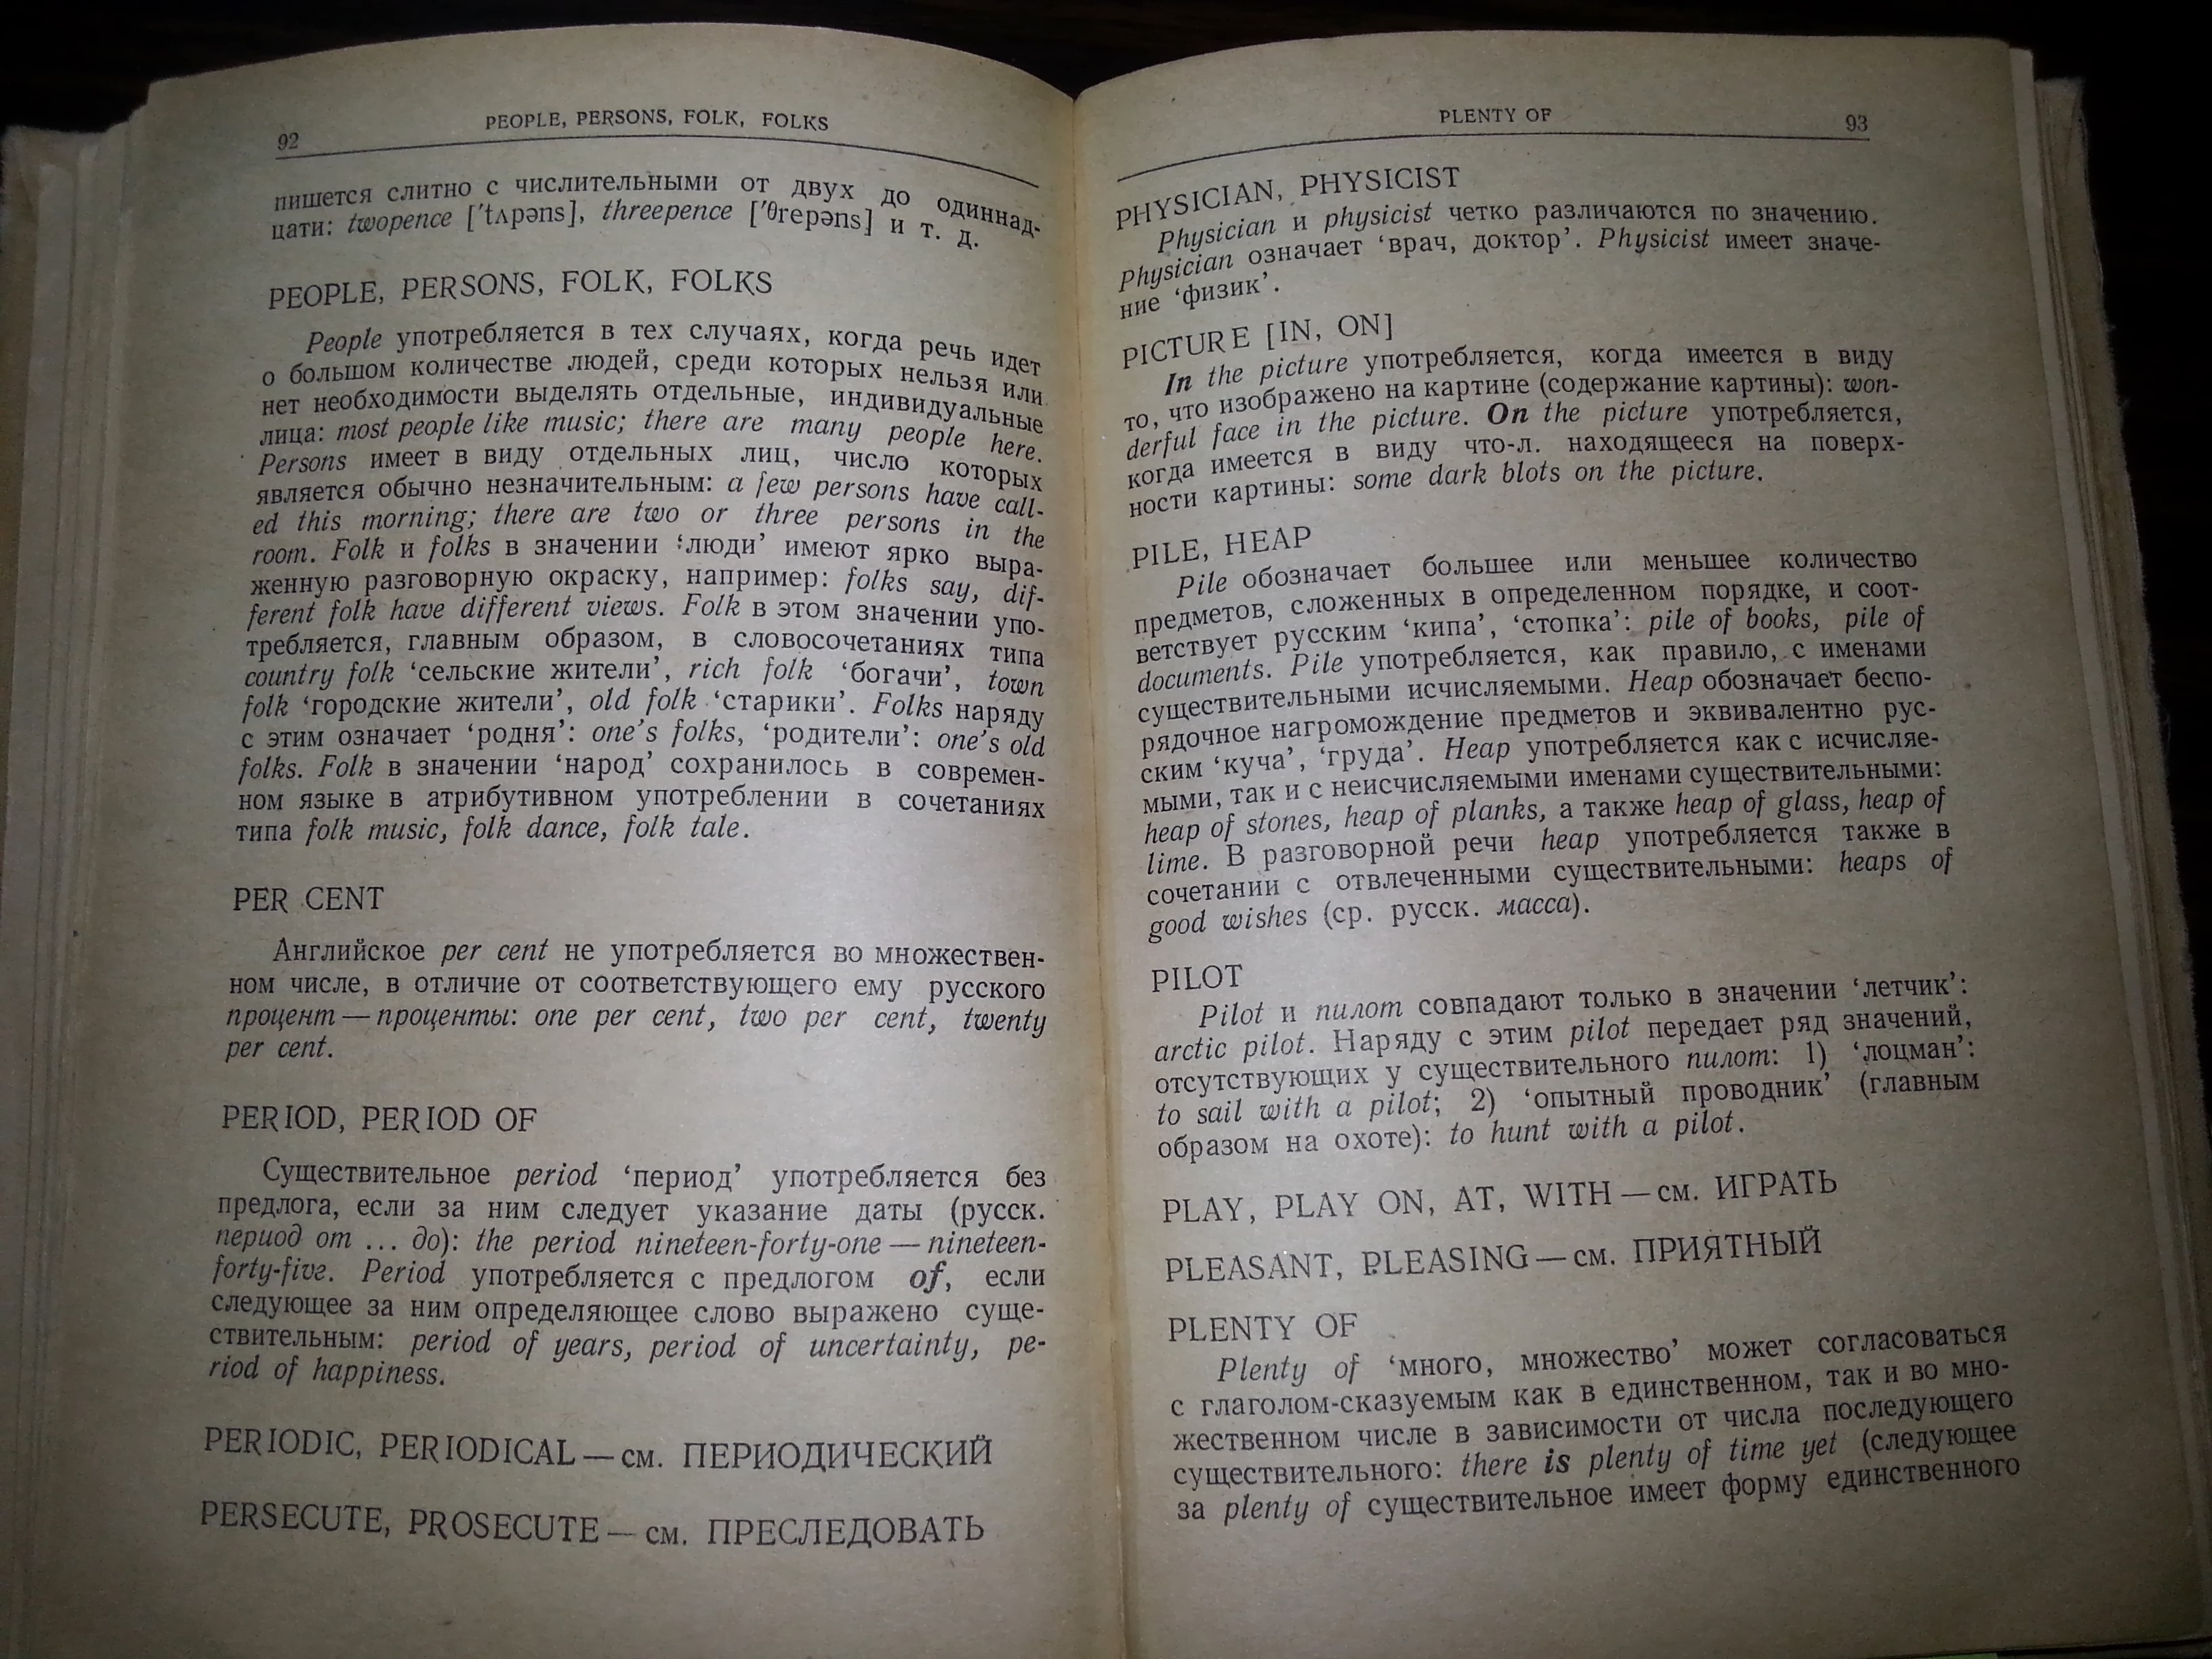 92
PEOPLE, PERSONS, FOLK, FOLKS
пишется слитно с числительными от двух до одиннад-
цати: twopence [ʹtʌpəns], threepence [ʹθrepəns] и т. д.
PEOPLE, PERSONS, FOLK, FOLKS
People употребляется в тех случаях, когда речь идет
о большом количестве людей, среди которых нельзя или
нет необходимости выделять отдельные, индивидуальные
лица: most people like music; there are many people here.
Persons имеет в виду отдельных лиц, число которых
является обычно незначительным: a few persons have call-
ed this morning; there are two or three persons in the
room. Folk и folks в значении ‘люди’ имеют ярко выра-
женную разговорную окраску, например: folks say, dif-
ferent folk have different views. Folk в этом значении упо-
требляется, главным образом, в словосочетаниях типа
country folk ‘сельские жители’, rich folk ‘богачи’, town
folk ‘городские жители’, old folk ‘старики’. Folks наряду
с этим означает ‘родня’: one’s folks, ‘родители’: one’s old
folks. Folk в значении ‘народ’ сохранилось в современ-
ном языке в атрибутивном употреблении в сочетаниях
типа folk music, folk dance, folk tale.
PER CENT
Английское per cent не употребляется во множествен-
ном числе, в отличие от соответствующего ему русского
процент — проценты: one per cent, two per cent, twenty
per cent.
PERIOD, PERIOD OF
Существительное period ‘период’ употребляется без
предлога, если за ним следует указание даты (русск.
период от ... до): the period nineteen-forty-one — nineteen-
forty-five. Period употребляется с предлогом of, если
следующее за ним определяющее слово выражено суще-
ствительным: period of years, period of uncertainty, pe-
riod of happiness.
PERIODIC, PERIODICAL — см. ПЕРИОДИЧЕСКИЙ
PERSECUTE, PROSECUTE — см. ПРЕСЛЕДОВАТЬ
PLENTY OF
93
PHYSICIAN, PHYSICIST
Physician и physicist четко различаются по значению.
Physician означает ‘врач, доктор’. Physicist имеет значе-
ние ‘физик’.
PICTURE [IN, ON]
In the picture употребляется, когда имеется в виду
то, что изображено на картине (содержание картины): won-
derful face in the picture. On the picture употребляется,
когда имеется в виду что-л. находящееся на поверх-
ности картины: some dark blots on the picture.
PILE, HEAP
Pile обозначает большее или меньшее количество
предметов, сложенных в определенном порядке, и соот-
ветствует русским ‘кипа’, ‘стопка’: pile of books, pile of
documents. Pile употребляется, как правило, с именами
существительными исчисляемыми. Heap обозначает беспо-
рядочное нагромождение предметов и эквивалентно рус-
ским ‘куча’, ‘груда’. Heap употребляется как с исчисляе-
мыми, так и с неисчисляемыми именами существительными:
heap of stones, heap of planks, а также heap of glass, heap of
lime. В разговорной речи heap употребляется также в
сочетании с отвлеченными существительными: heaps of
good wishes (ср. русск. масса).
PILOT
Pilot и пилот совпадают только в значении ‘летчик’:
arctic pilot. Наряду с этим pilot передает ряд значений,
отсутствующих у существительного пилот: 1) ‘лоцман’:
to sail with a pilot; 2) ‘опытный проводник’ (главным
образом на охоте): to hunt with a pilot.
PLAY, PLAY ON, AT, WITH — см. ИГРАТЬ
PLEASANT, PLEASING — см. ПРИЯТНЫЙ
PLENTY OF
Plenty of ‘много, множество’ может согласоваться
с глаголом-сказуемым как в единственном, так и во мно-
жественном числе в зависимости от числа последующего
существительного: there is plenty of time yet (следующее
за plenty of существительное имеет форму единственного